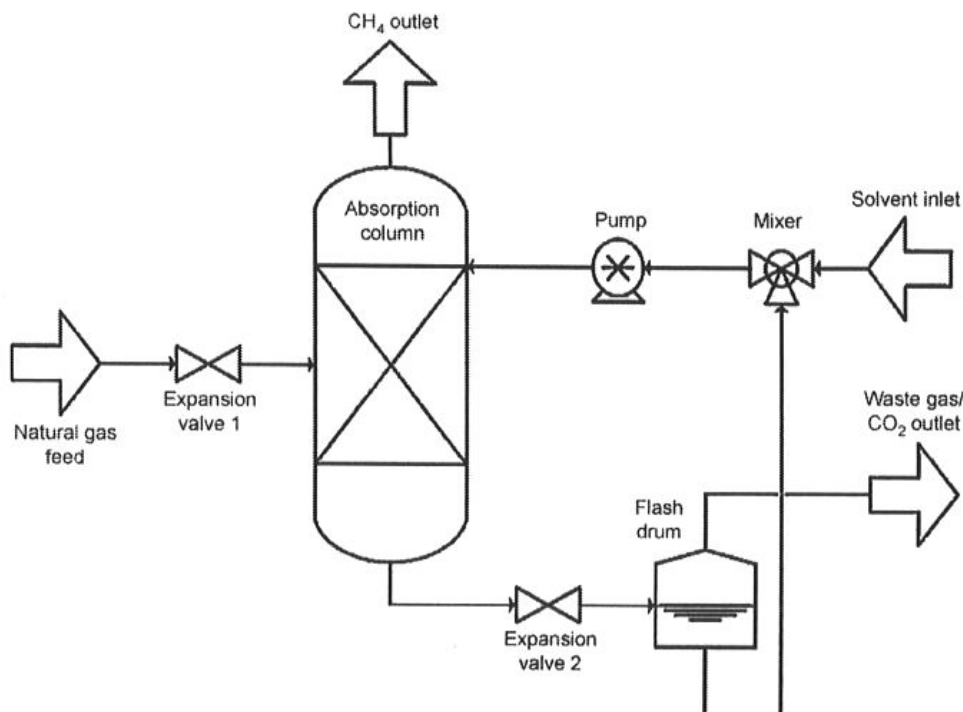 CH₄ outlet
Absorption
column
Pump
Mixer
Solvent inlet
Natural gas
feed
Expansion
valve 1
Waste gas/
CO₂ outlet
Flash
drum
Expansion
valve 2